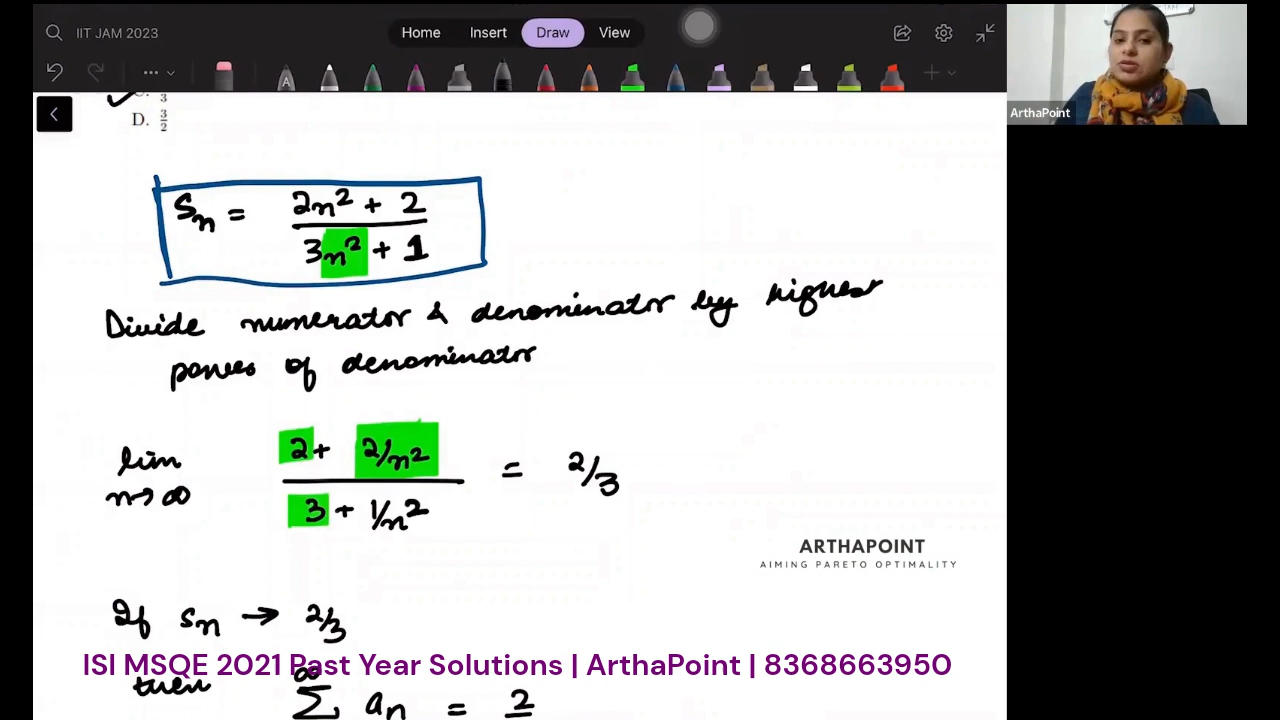 IIT JAM 2023
Home Insert Draw View
A
C. 3
D. 3/2
ArthaPoint
Sn = 2n² + 2 / 3n² + 1
Divide numerator & denominator by highest
power of denominator
lim n→∞ 2 + 2/n² / 3 + 1/n² = 2/3
ARTHAPOINT
AIMING PARETO OPTIMALITY
If Sn → 2/3
ISI MSQE 2021 Past Year Solutions | ArthaPoint | 8368663950
then ∞ Σ an = 2